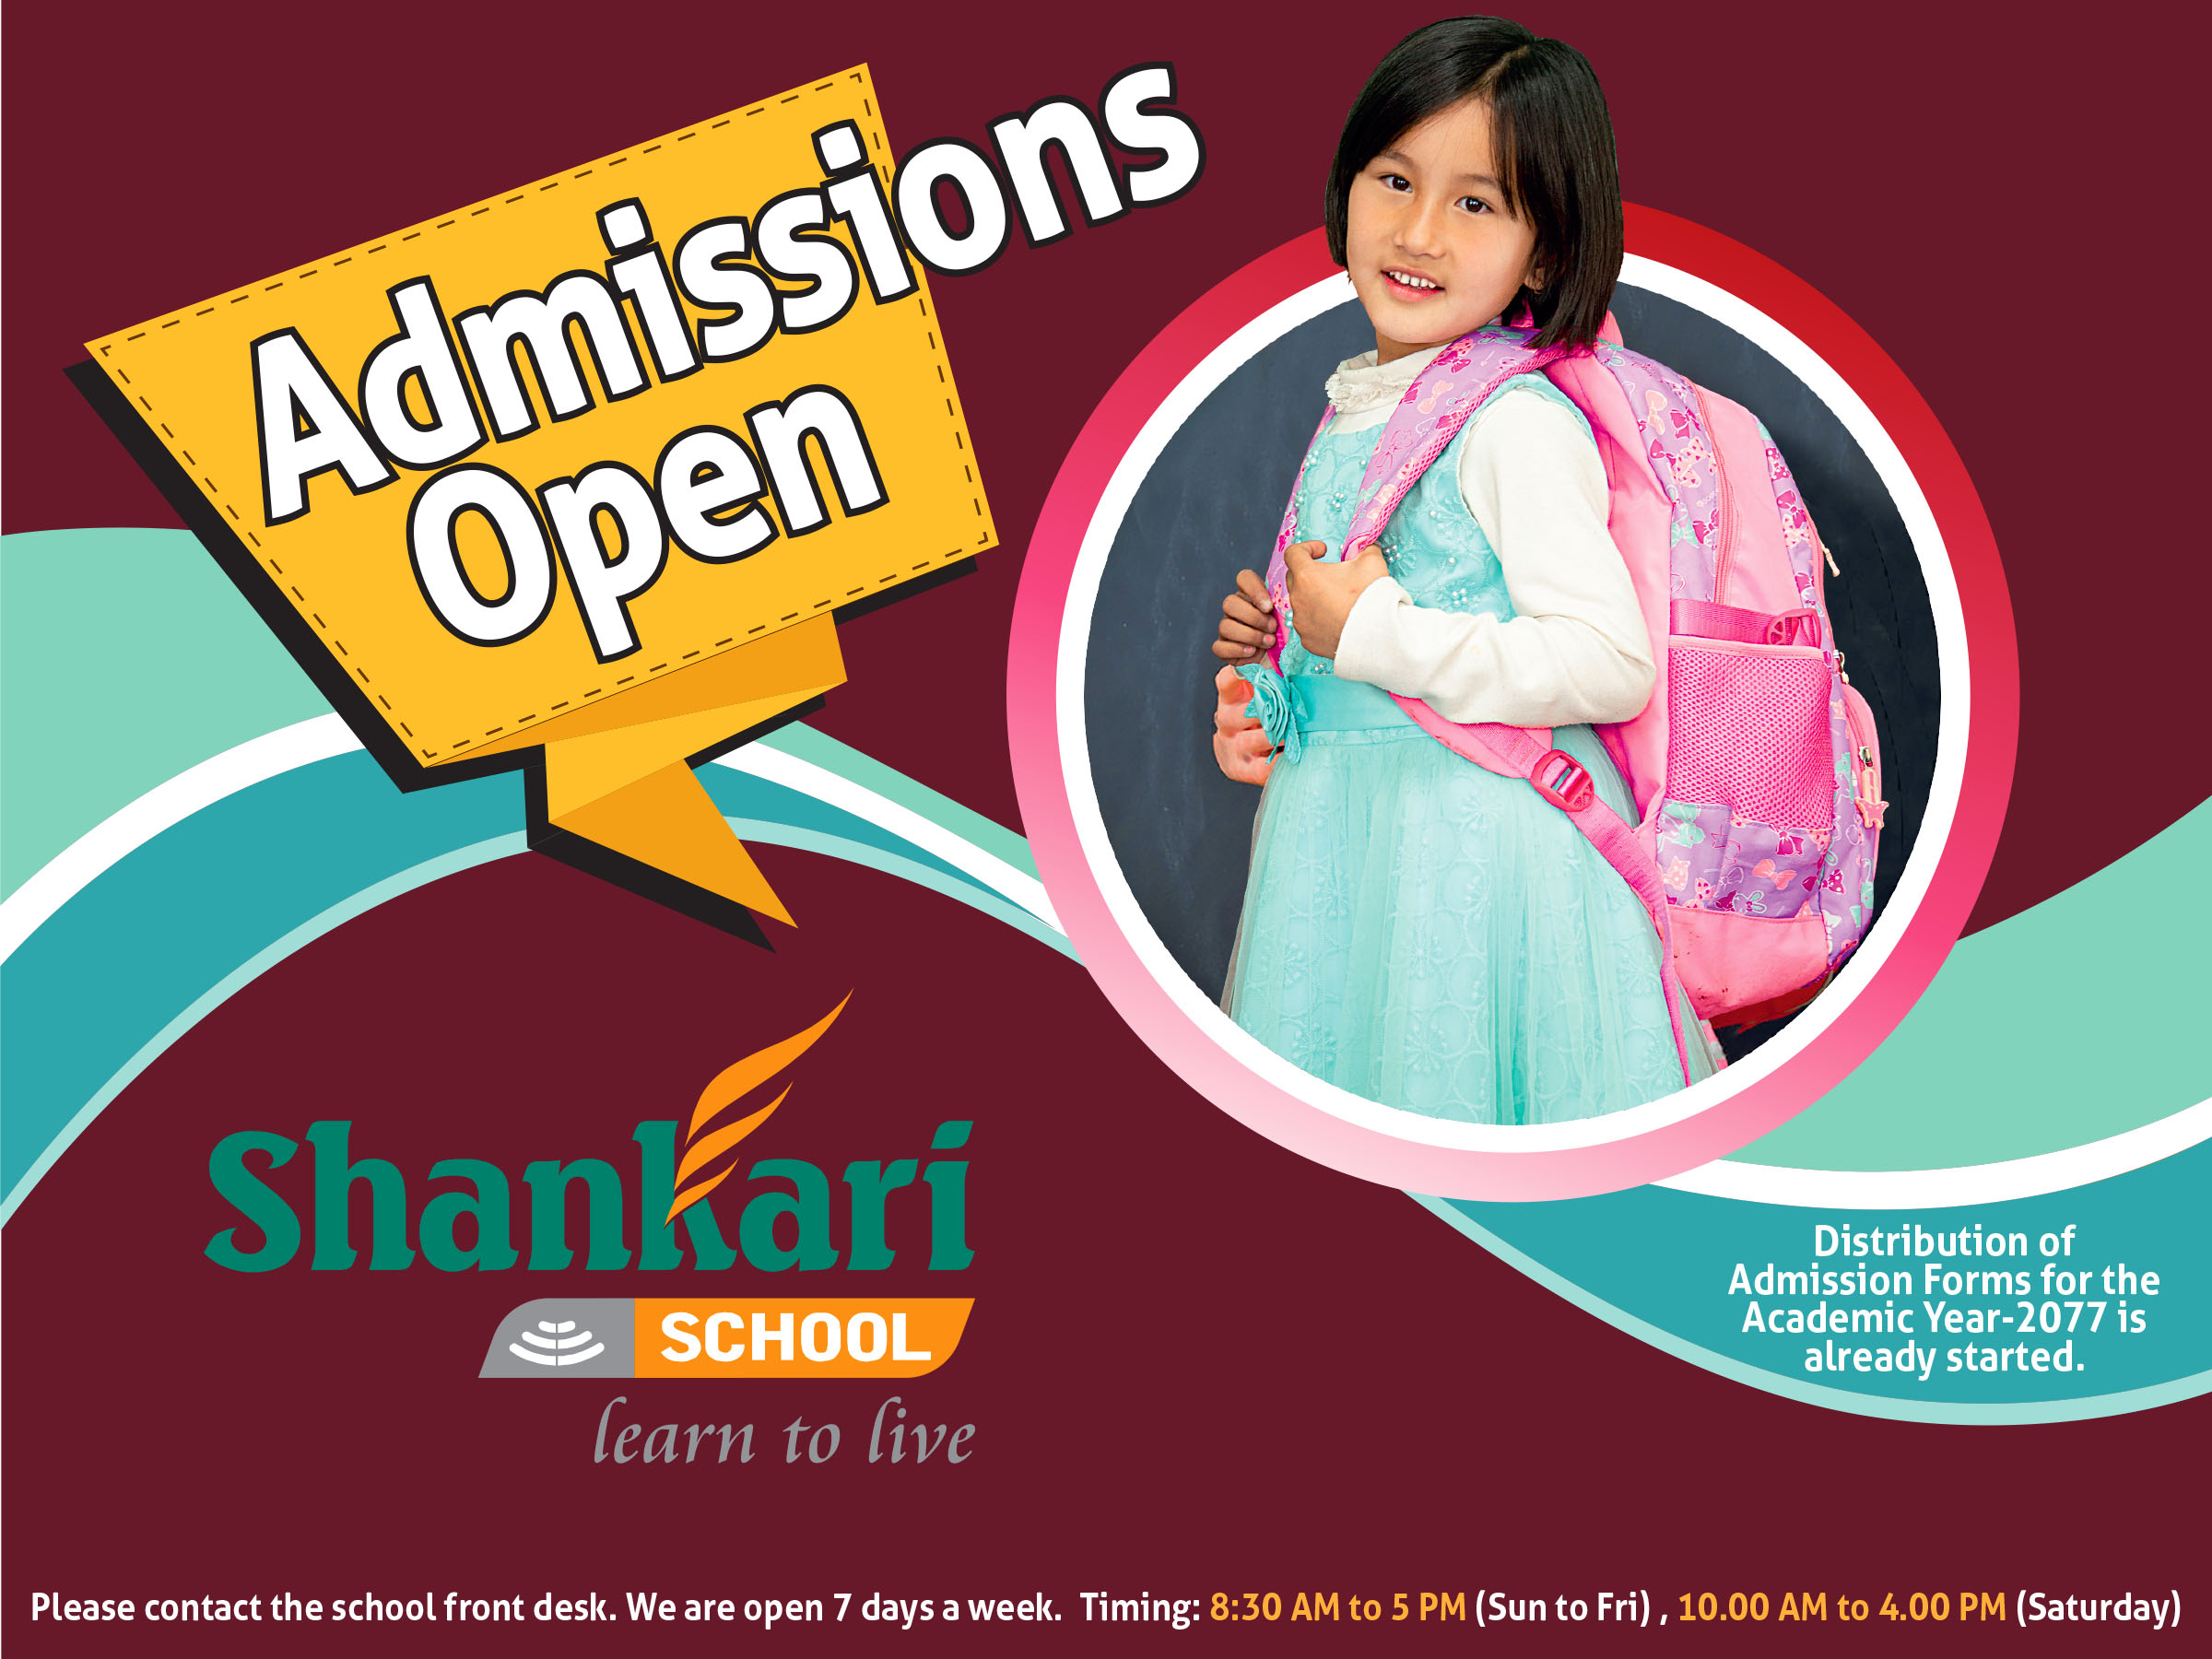 Admissions
Open
Shankari
SCHOOL
learn to live
Distribution of
Admission Forms for the
Academic Year-2077 is
already started.
Please contact the school front desk. We are open 7 days a week. Timing: 8:30 AM to 5 PM (Sun to Fri) , 10.00 AM to 4.00 PM (Saturday)